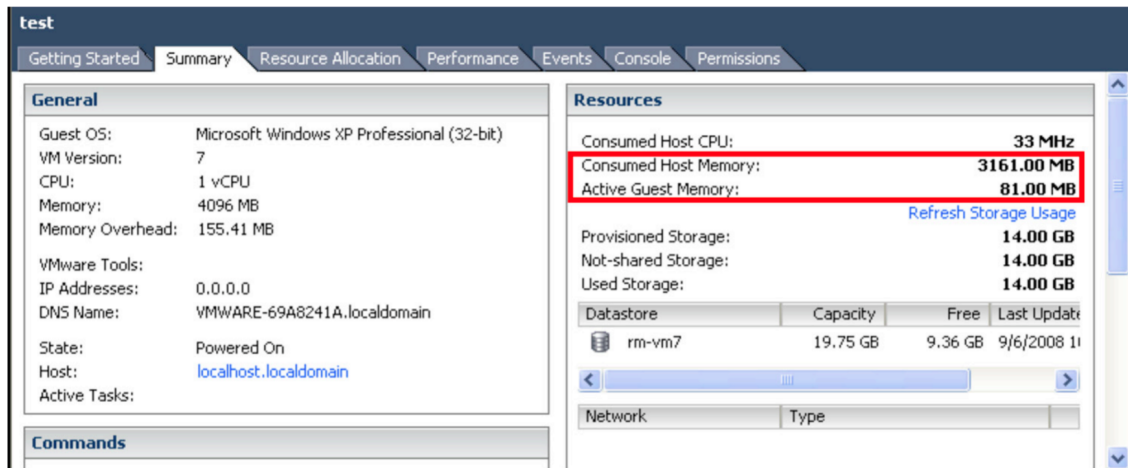 test
Getting Started Summary Resource Allocation Performance Events Console Permissions
General
Guest OS: Microsoft Windows XP Professional (32-bit)
VM Version: 7
CPU: 1 vCPU
Memory: 4096 MB
Memory Overhead: 155.41 MB
VMware Tools:
IP Addresses: 0.0.0.0
DNS Name: VMWARE-69A8241A.localdomain
State: Powered On
Host: localhost.localdomain
Active Tasks:
Commands
Resources
Consumed Host CPU: 33 MHz
Consumed Host Memory: 3161.00 MB
Active Guest Memory: 81.00 MB
Refresh Storage Usage
Provisioned Storage: 14.00 GB
Not-shared Storage: 14.00 GB
Used Storage: 14.00 GB
Datastore Capacity Free Last Update
rm-vm7 19.75 GB 9.36 GB 9/6/2008
Network Type